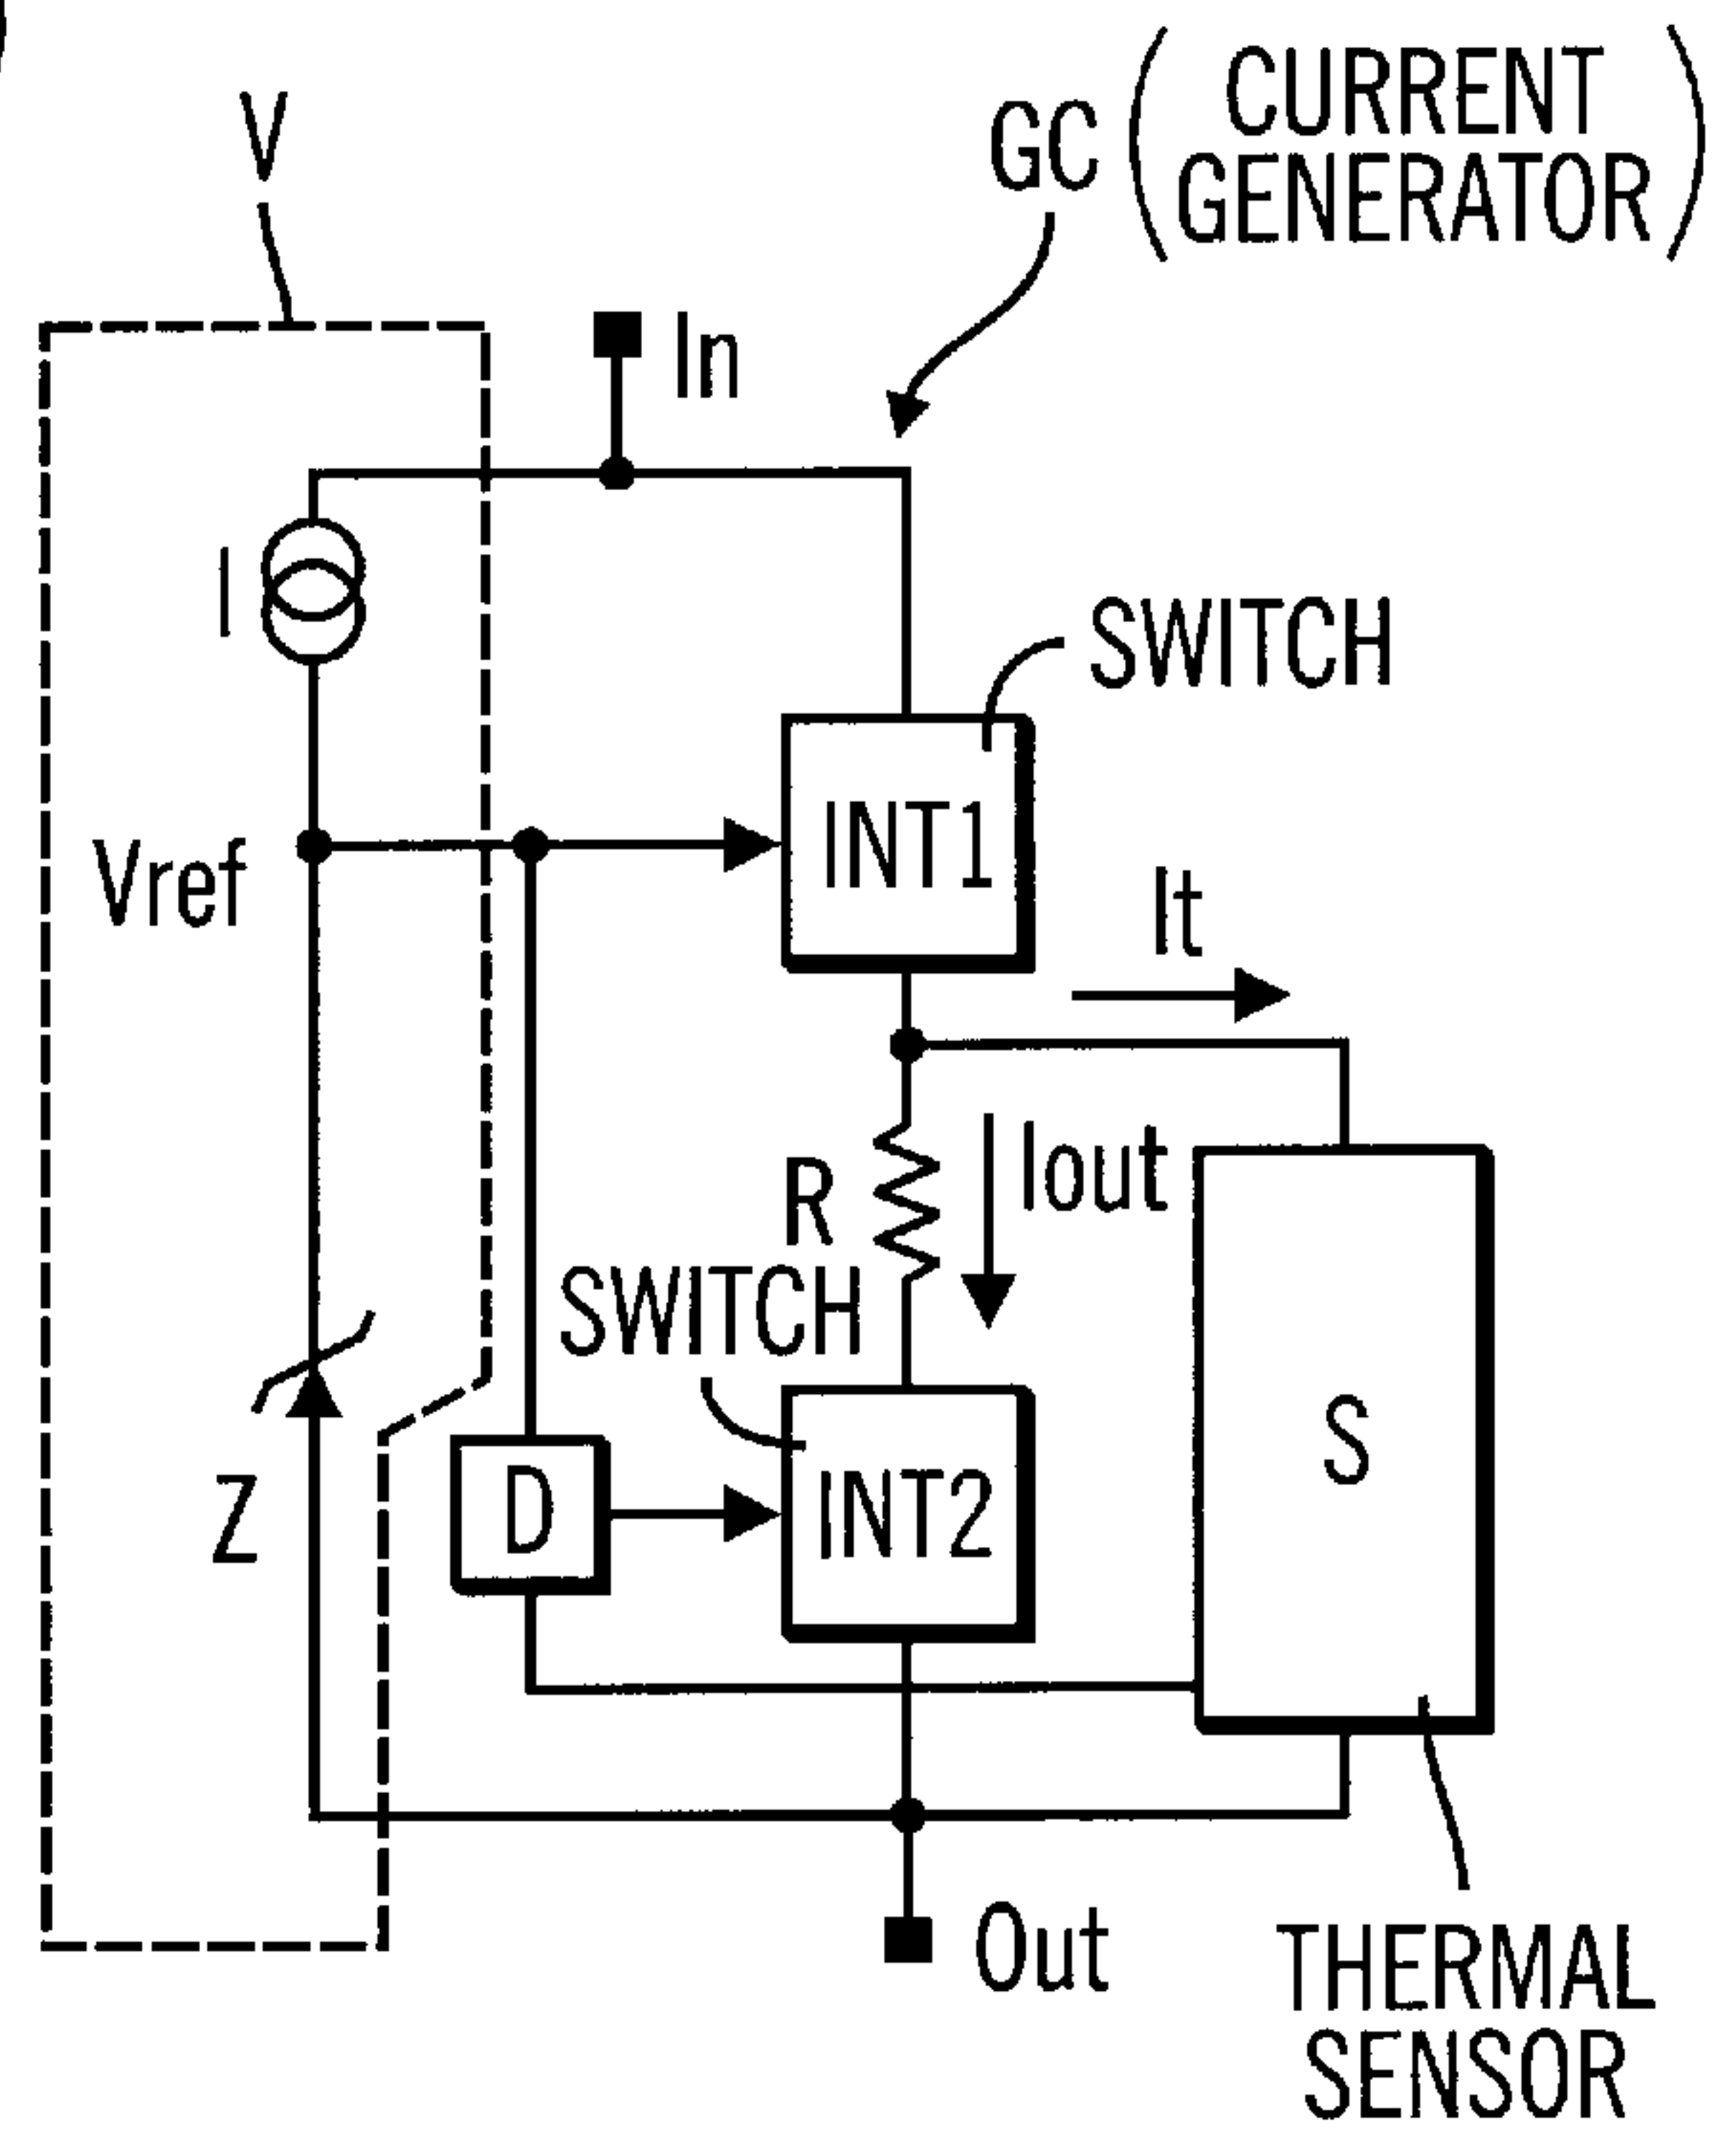 V
GC ( CURRENT
GENERATOR )
In
I
SWITCH
INT1
Vref
It
Iout
R
SWITCH
S
D
INT2
Z
Out
THERMAL
SENSOR